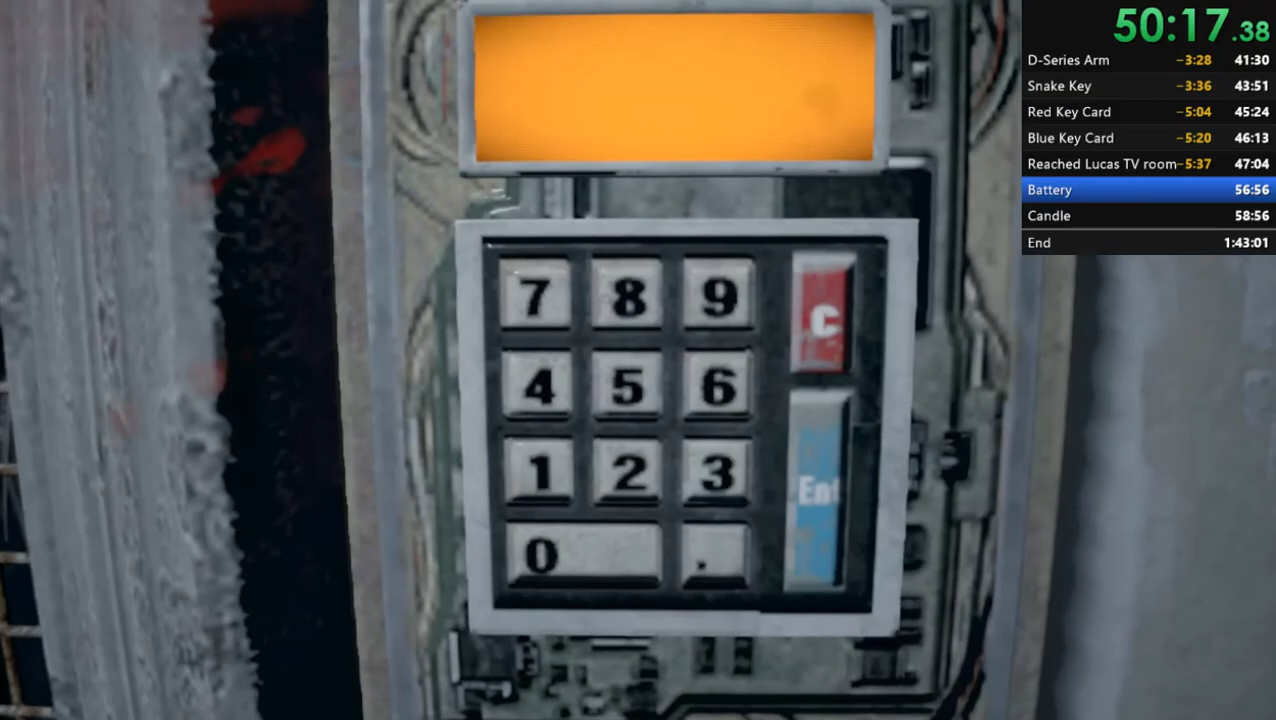 50:17.38
D-Series Arm -3:28 41:30
Snake Key -3:36 43:51
Red Key Card -5:04 45:24
Blue Key Card -5:20 46:13
Reached Lucas TV room -5:37 47:04
Battery 56:56
Candle 58:56
End 1:43:01
7 8 9 C
4 5 6
1 2 3 Ent
0 .